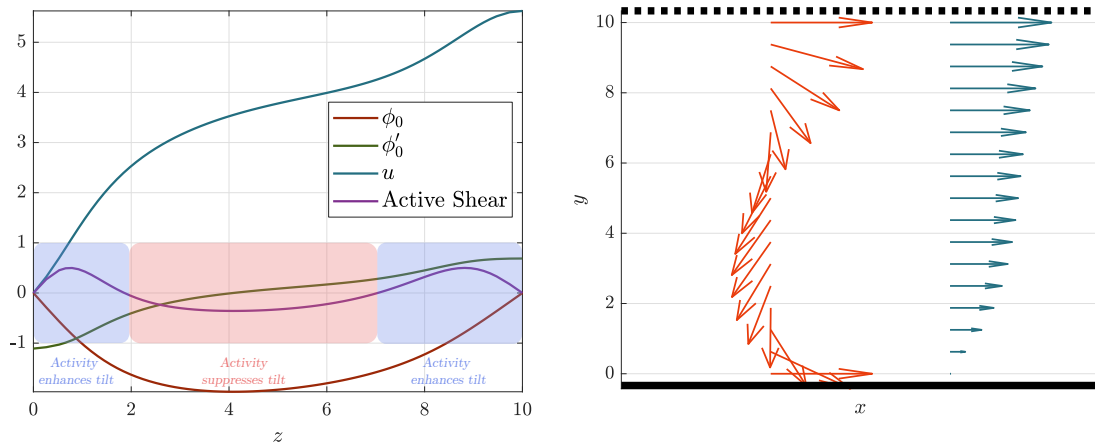 5
4
3
2
1
0
-1
ϕ₀
ϕ₀′
u
Active Shear
Activity
enhances tilt
Activity
suppresses tilt
Activity
enhances tilt
0 2 4 6 8 10
z
10
8
6
4
2
0
y
x